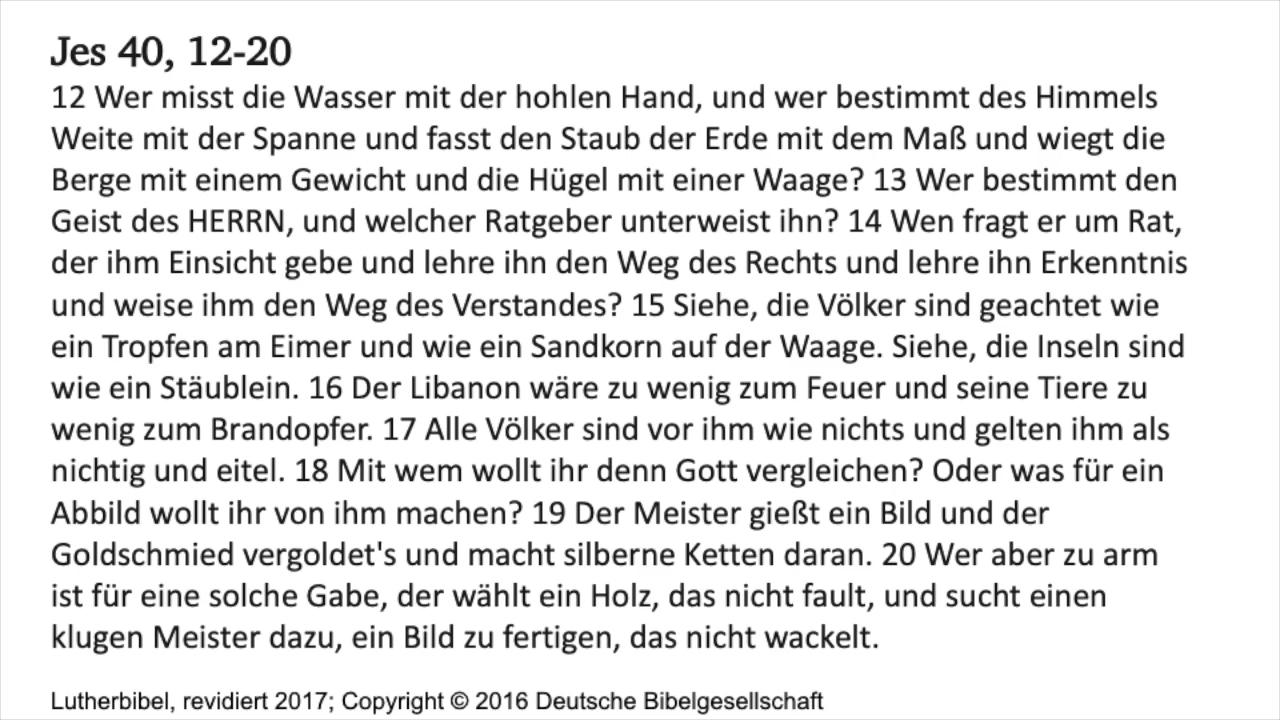 Jes 40, 12-20
12 Wer misst die Wasser mit der hohlen Hand, und wer bestimmt des Himmels
Weite mit der Spanne und fasst den Staub der Erde mit dem Maß und wiegt die
Berge mit einem Gewicht und die Hügel mit einer Waage? 13 Wer bestimmt den
Geist des HERRN, und welcher Ratgeber unterweist ihn? 14 Wen fragt er um Rat,
der ihm Einsicht gebe und lehre ihn den Weg des Rechts und lehre ihn Erkenntnis
und weise ihm den Weg des Verstandes? 15 Siehe, die Völker sind geachtet wie
ein Tropfen am Eimer und wie ein Sandkorn auf der Waage. Siehe, die Inseln sind
wie ein Stäublein. 16 Der Libanon wäre zu wenig zum Feuer und seine Tiere zu
wenig zum Brandopfer. 17 Alle Völker sind vor ihm wie nichts und gelten ihm als
nichtig und eitel. 18 Mit wem wollt ihr denn Gott vergleichen? Oder was für ein
Abbild wollt ihr von ihm machen? 19 Der Meister gießt ein Bild und der
Goldschmied vergoldet's und macht silberne Ketten daran. 20 Wer aber zu arm
ist für eine solche Gabe, der wählt ein Holz, das nicht fault, und sucht einen
klugen Meister dazu, ein Bild zu fertigen, das nicht wackelt.
Lutherbibel, revidiert 2017; Copyright © 2016 Deutsche Bibelgesellschaft